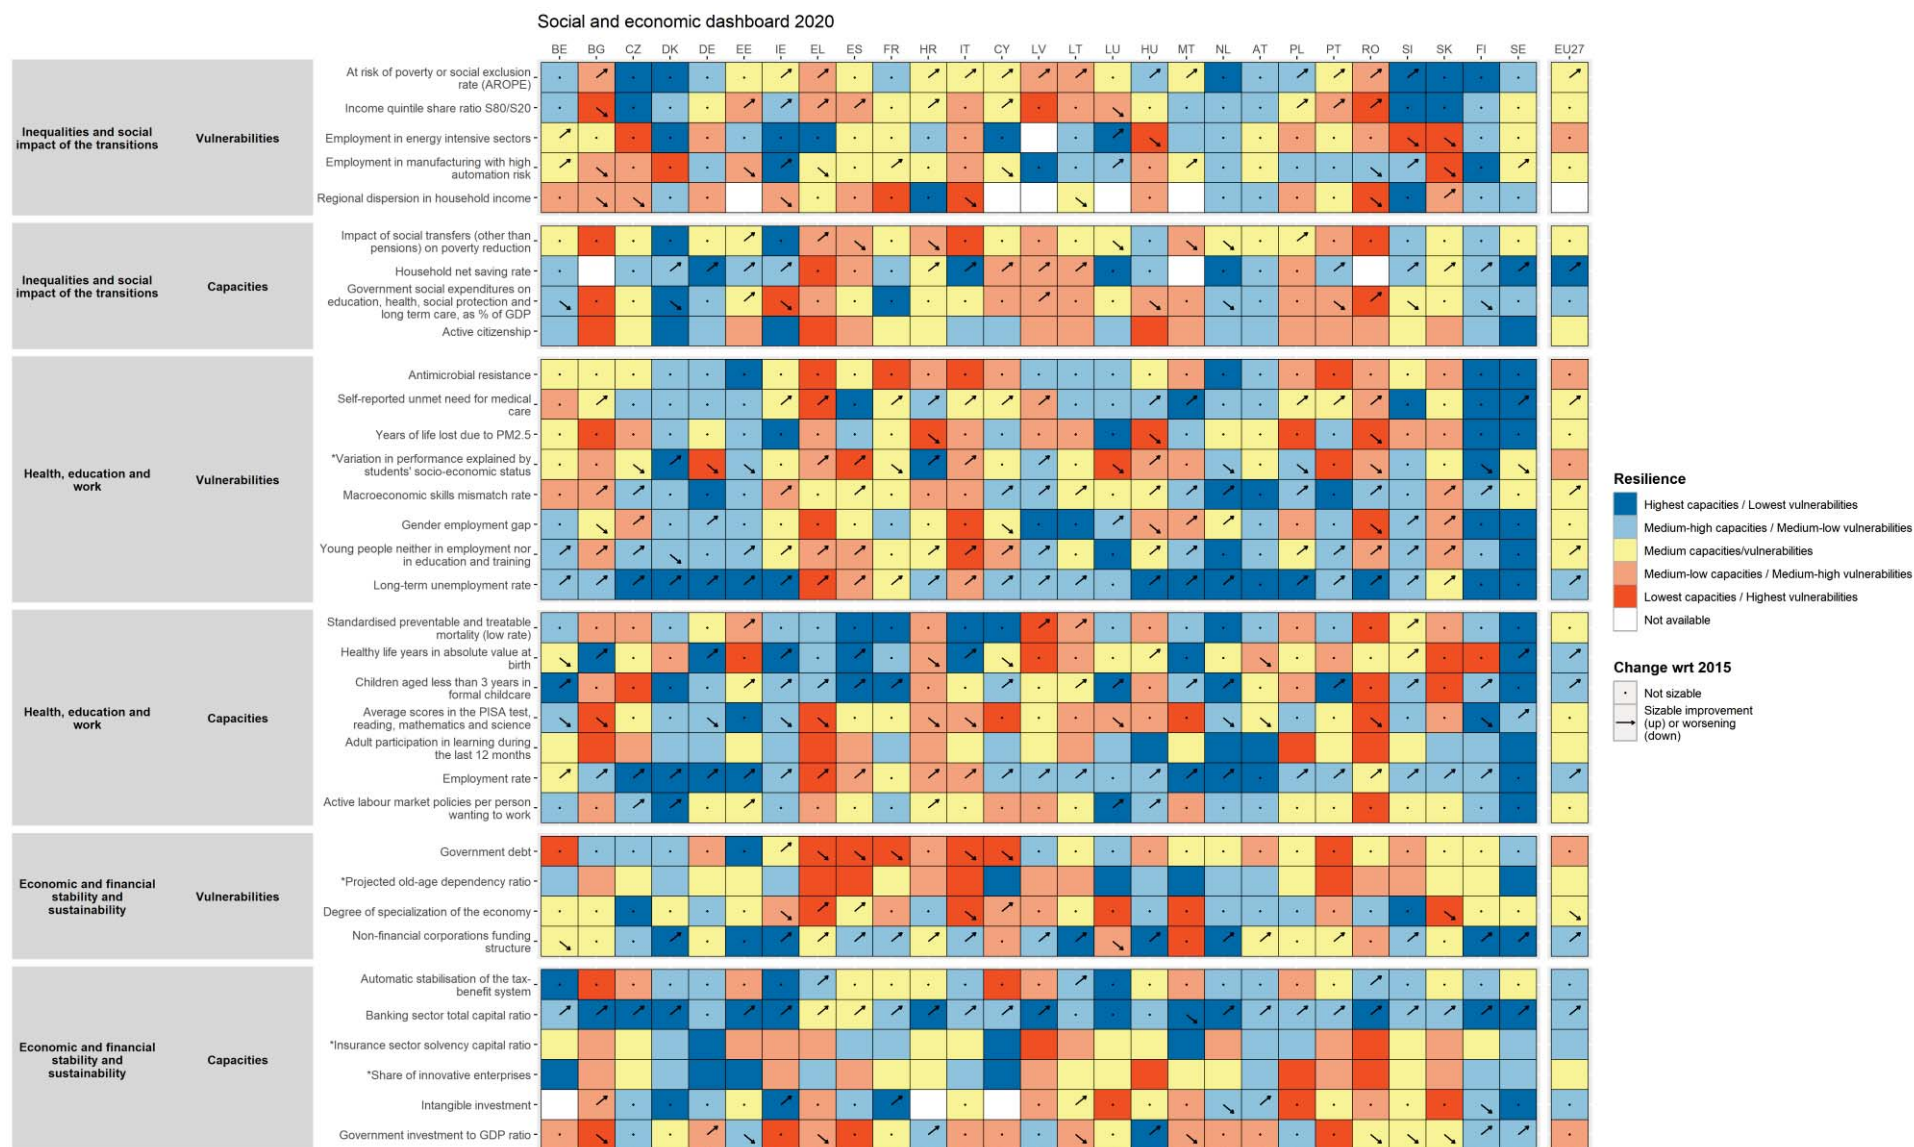 Social and economic dashboard 2020
BE BG CZ DK DE EE IE EL ES FR HR IT CY LV LT LU HU MT NL AT PL PT RO SI SK FI SE EU27
Inequalities and social
impact of the transitions
Vulnerabilities
At risk of poverty or social exclusion
rate (AROPE)
Income quintile share ratio S80/S20
Employment in energy intensive sectors
Employment in manufacturing with high
automation risk
Regional dispersion in household income
Inequalities and social
impact of the transitions
Capacities
Impact of social transfers (other than
pensions) on poverty reduction
Household net saving rate
Government social expenditures on
education, health, social protection and
long term care, as % of GDP
Active citizenship
Health, education and
work
Vulnerabilities
Antimicrobial resistance
Self-reported unmet need for medical
care
Years of life lost due to PM2.5
*Variation in performance explained by
students' socio-economic status
Macroeconomic skills mismatch rate
Gender employment gap
Young people neither in employment nor
in education and training
Long-term unemployment rate
Health, education and
work
Capacities
Standardised preventable and treatable
mortality (low rate)
Healthy life years in absolute value at
birth
Children aged less than 3 years in
formal childcare
Average scores in the PISA test,
reading, mathematics and science
Adult participation in learning during
the last 12 months
Employment rate
Active labour market policies per person
wanting to work
Economic and financial
stability and
sustainability
Vulnerabilities
Government debt
*Projected old-age dependency ratio
Degree of specialization of the economy
Non-financial corporations funding
structure
Economic and financial
stability and
sustainability
Capacities
Automatic stabilisation of the tax-
benefit system
Banking sector total capital ratio
*Insurance sector solvency capital ratio
*Share of innovative enterprises
Intangible investment
Government investment to GDP ratio
Resilience
Highest capacities / Lowest vulnerabilities
Medium-high capacities / Medium-low vulnerabilities
Medium capacities/vulnerabilities
Medium-low capacities / Medium-high vulnerabilities
Lowest capacities / Highest vulnerabilities
Not available
Change wrt 2015
Not sizable
Sizable improvement
(up) or worsening
(down)